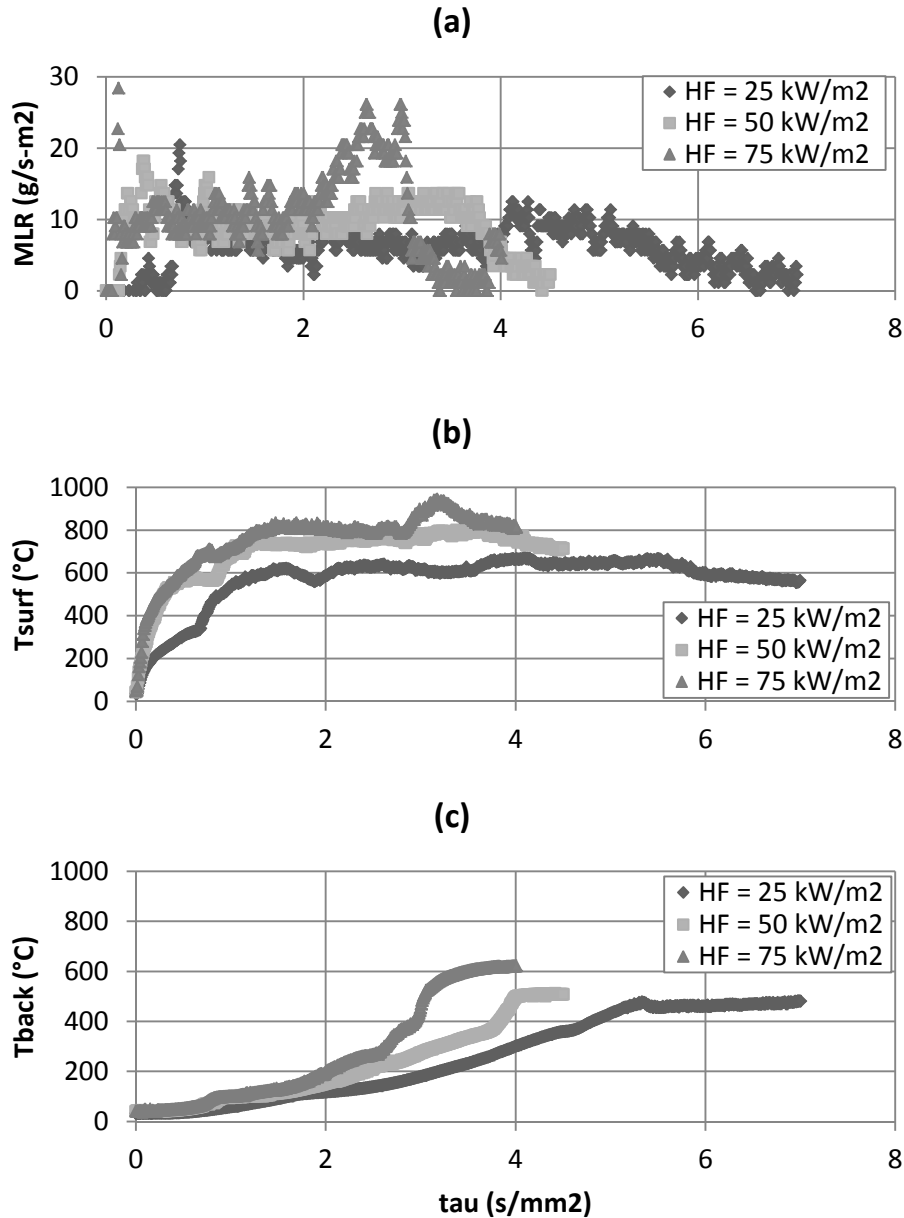 (a)
MLR (g/s-m2)
30
20
10
0
HF = 25 kW/m2
HF = 50 kW/m2
HF = 75 kW/m2
0 2 4 6 8
(b)
Tsurf (°C)
1000
800
600
400
200
0
HF = 25 kW/m2
HF = 50 kW/m2
HF = 75 kW/m2
0 2 4 6 8
(c)
Tback (°C)
1000
800
600
400
200
0
HF = 25 kW/m2
HF = 50 kW/m2
HF = 75 kW/m2
0 2 4 6 8
tau (s/mm2)